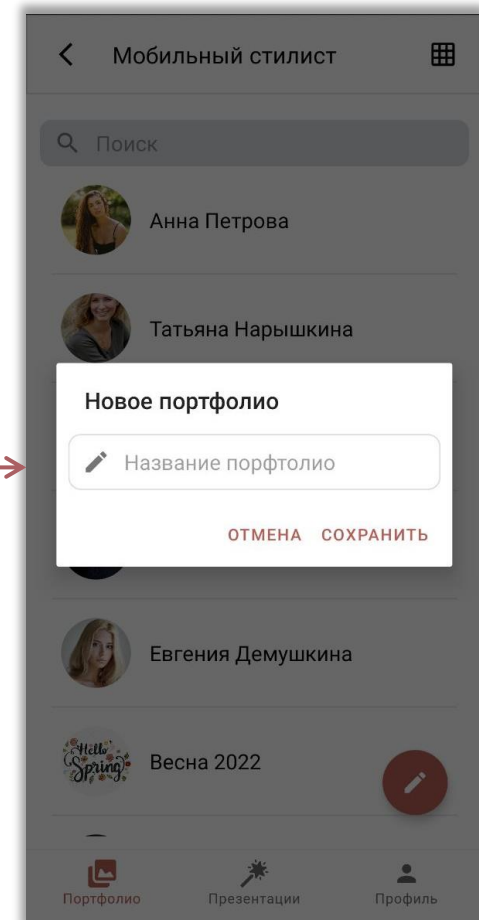 Мобильный стилист
Поиск
Анна Петрова
Татьяна Нарышкина
Новое портфолио
Название порфтолио
ОТМЕНА СОХРАНИТЬ
Евгения Демушкина
Hello
Spring
Весна 2022
Портфолио Презентации Профиль